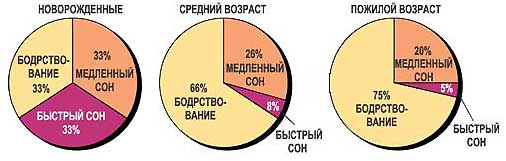 НОВОРОЖДЕННЫЕ
33%
МЕДЛЕННЫЙ
СОН
БОДРСТВО-
ВАНИЕ
33%
БЫСТРЫЙ СОН
33%
СРЕДНИЙ ВОЗРАСТ
26%
МЕДЛЕННЫЙ
СОН
66%
БОДРСТВО-
ВАНИЕ
8%
БЫСТРЫЙ
СОН
ПОЖИЛОЙ ВОЗРАСТ
20%
МЕДЛЕННЫЙ
СОН
75%
БОДРСТВО-
ВАНИЕ
5%
БЫСТРЫЙ
СОН